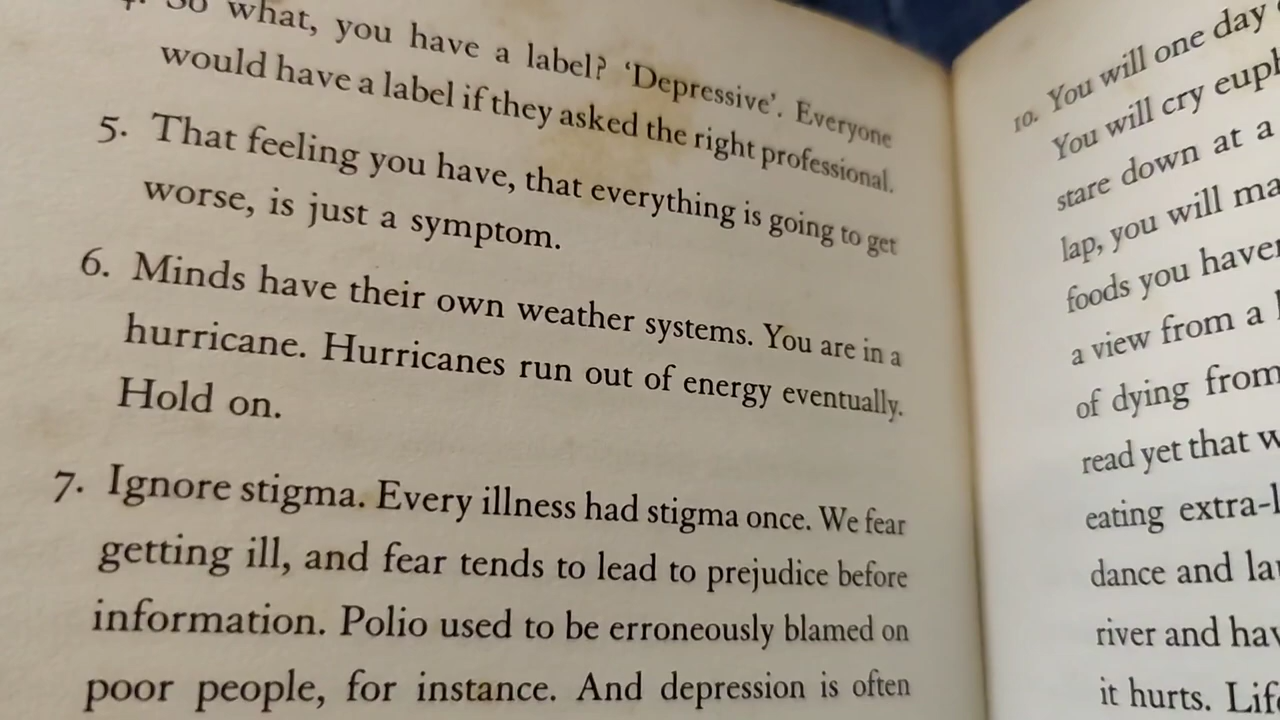 4. So what, you have a label? ‘Depressive’. Everyone
would have a label if they asked the right professional.
5. That feeling you have, that everything is going to get
worse, is just a symptom.
6. Minds have their own weather systems. You are in a
hurricane. Hurricanes run out of energy eventually.
Hold on.
7. Ignore stigma. Every illness had stigma once. We fear
getting ill, and fear tends to lead to prejudice before
information. Polio used to be erroneously blamed on
poor people, for instance. And depression is often
10. You will one day
You will cry
stare down at a
lap, you will
foods you
a view from a
of dying from
read yet that
eating
dance and
river and
it hurts.